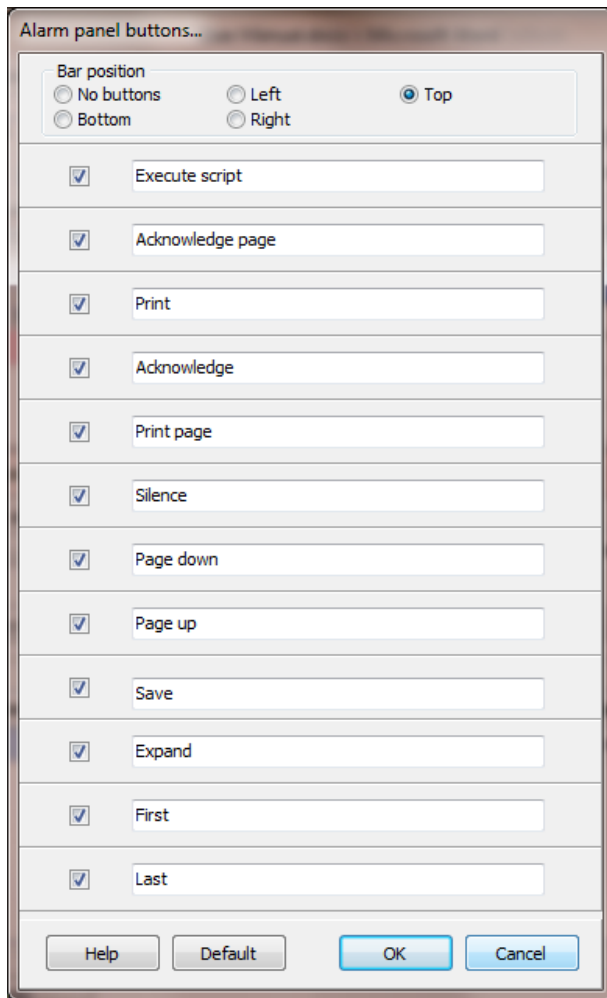 Alarm panel buttons...
Bar position
No buttons Left Top
Bottom Right
Execute script
Acknowledge page
Print
Acknowledge
Print page
Silence
Page down
Page up
Save
Expand
First
Last
Help Default OK Cancel